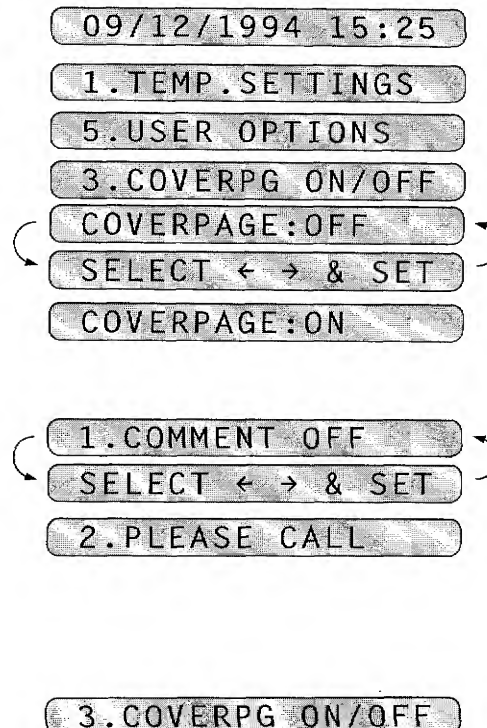 09/12/1994 15:25
1.TEMP.SETTINGS
5.USER OPTIONS
3.COVERPG ON/OFF
COVERPAGE:OFF
SELECT ← → & SET
COVERPAGE:ON
1.COMMENT OFF
SELECT ← → & SET
2.PLEASE CALL
3.COVERPG ON/OFF